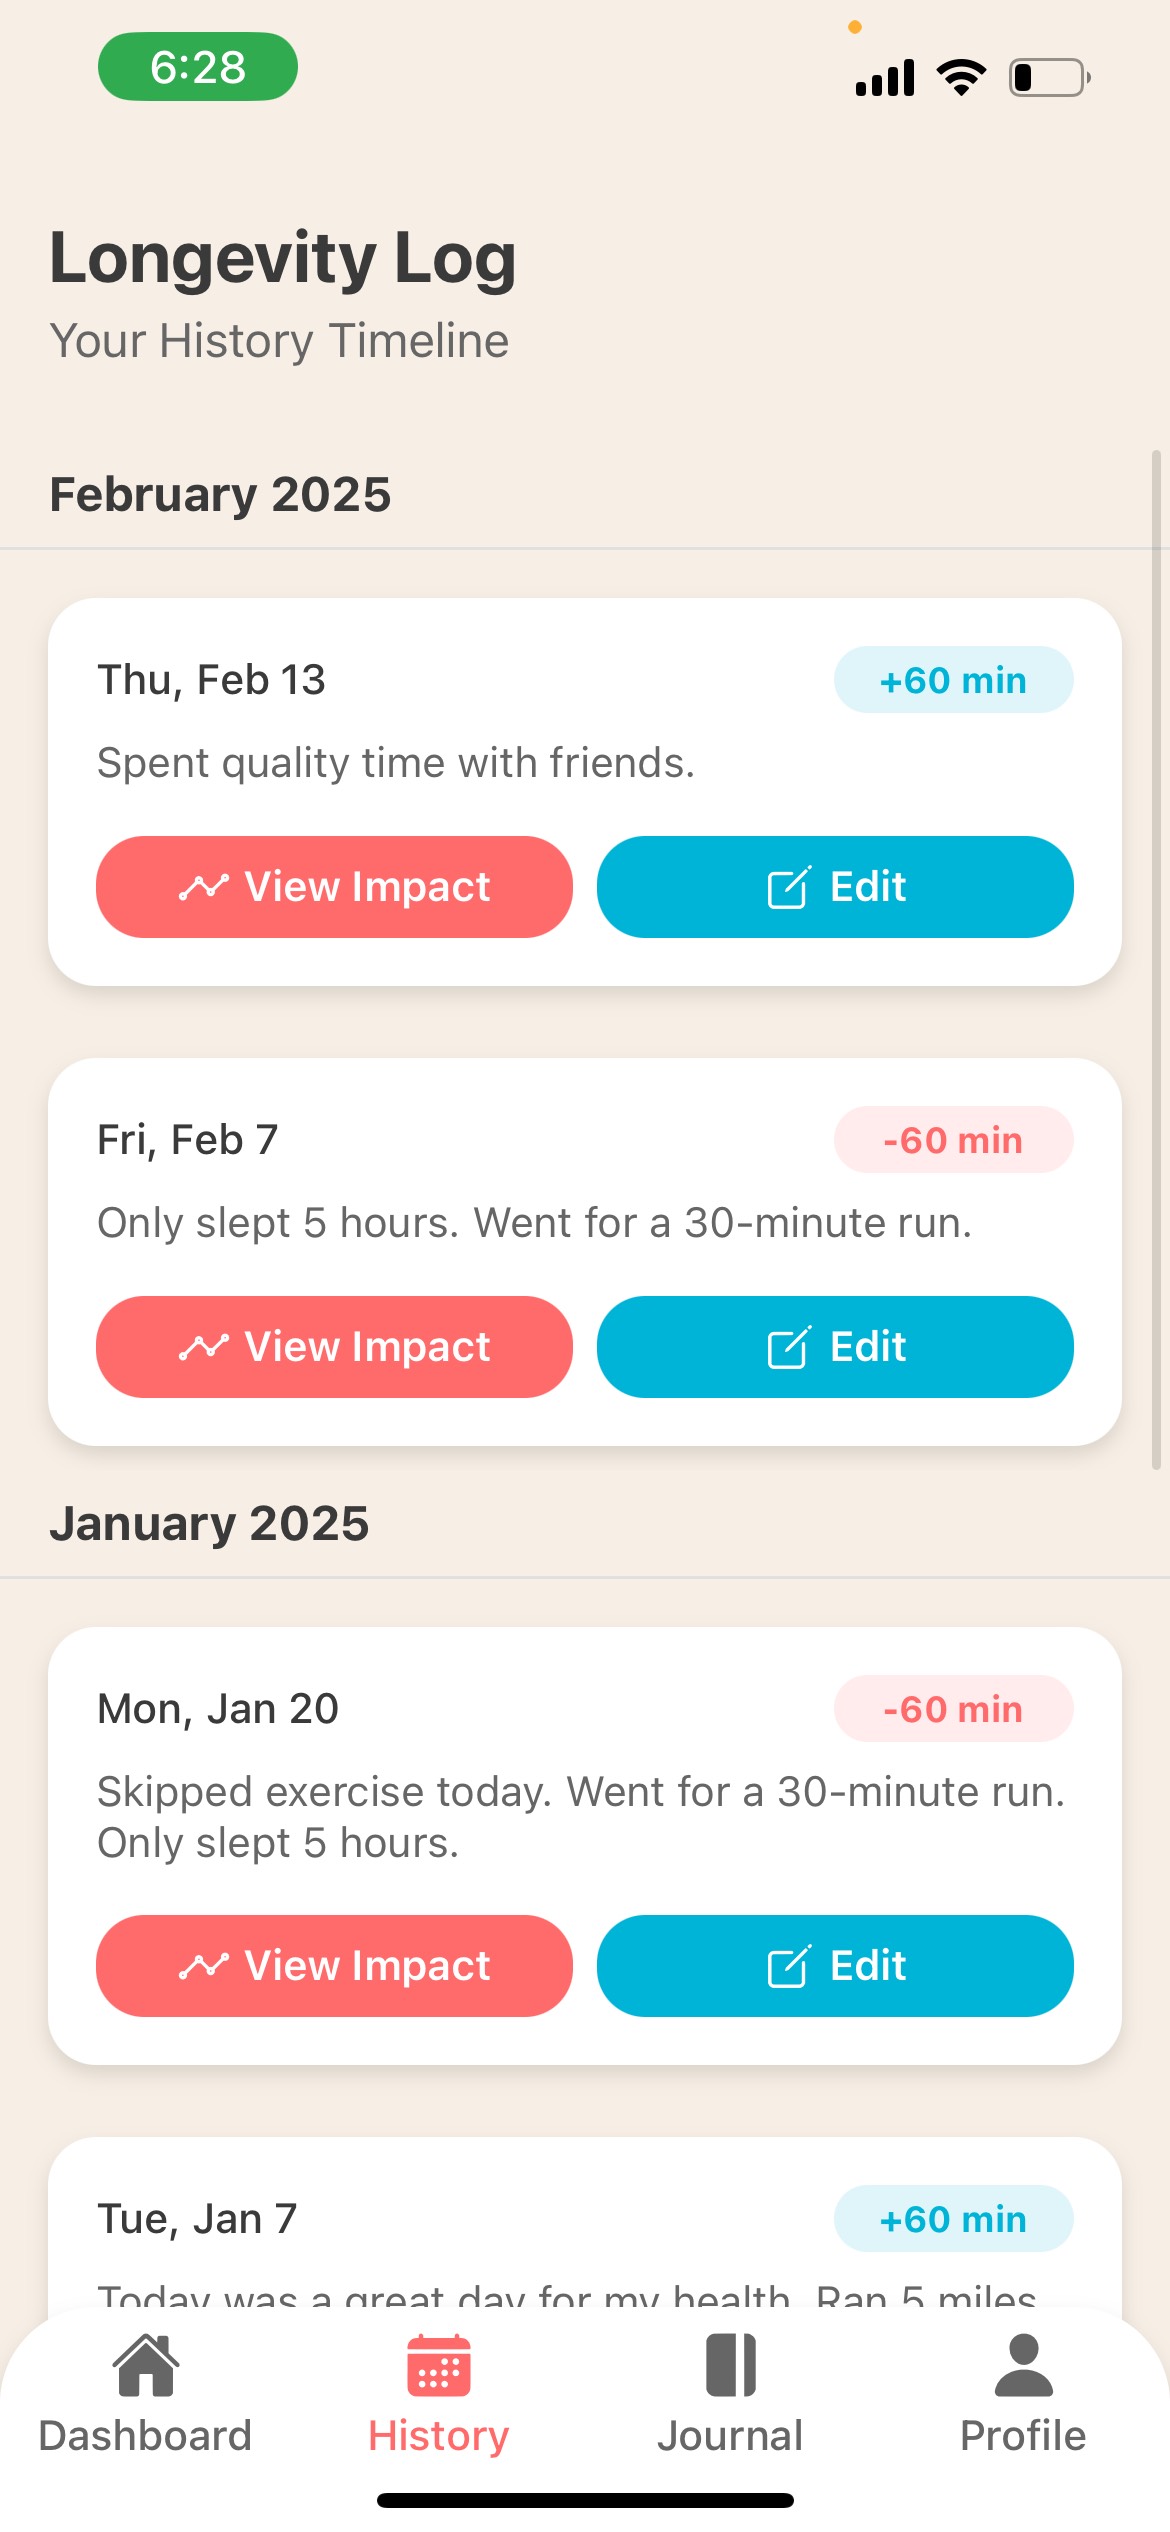 6:28
Longevity Log
Your History Timeline
February 2025
Thu, Feb 13
+60 min
Spent quality time with friends.
View Impact
Edit
Fri, Feb 7
-60 min
Only slept 5 hours. Went for a 30-minute run.
View Impact
Edit
January 2025
Mon, Jan 20
-60 min
Skipped exercise today. Went for a 30-minute run.
Only slept 5 hours.
View Impact
Edit
Tue, Jan 7
+60 min
Today was a great day for my health. Ran 5 miles
Dashboard
History
Journal
Profile